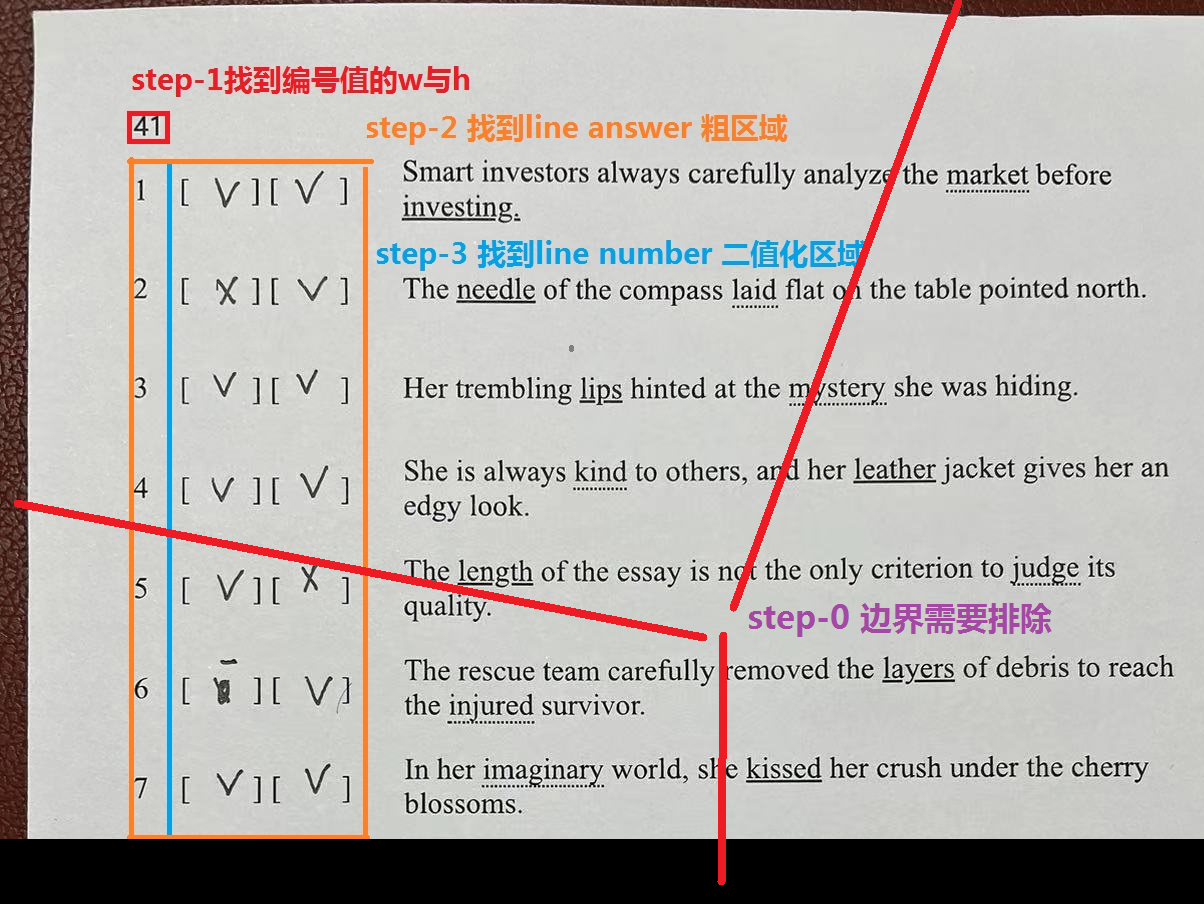 step-1找到编号值的w与h
41
step-2 找到line answer 粗区域
1 [ V ] [ V ] Smart investors always carefully analyze the market before
investing.
step-3 找到line number 二值化区域
2 [ X ] [ V ] The needle of the compass laid flat on the table pointed north.
3 [ V ] [ V ] Her trembling lips hinted at the mystery she was hiding.
4 [ V ] [ V ] She is always kind to others, and her leather jacket gives her an
edgy look.
5 [ V ] [ X ] The length of the essay is not the only criterion to judge its
quality.
step-0 边界需要排除
6 [ ] [ V ] The rescue team carefully removed the layers of debris to reach
the injured survivor.
7 [ V ] [ V ] In her imaginary world, she kissed her crush under the cherry
blossoms.